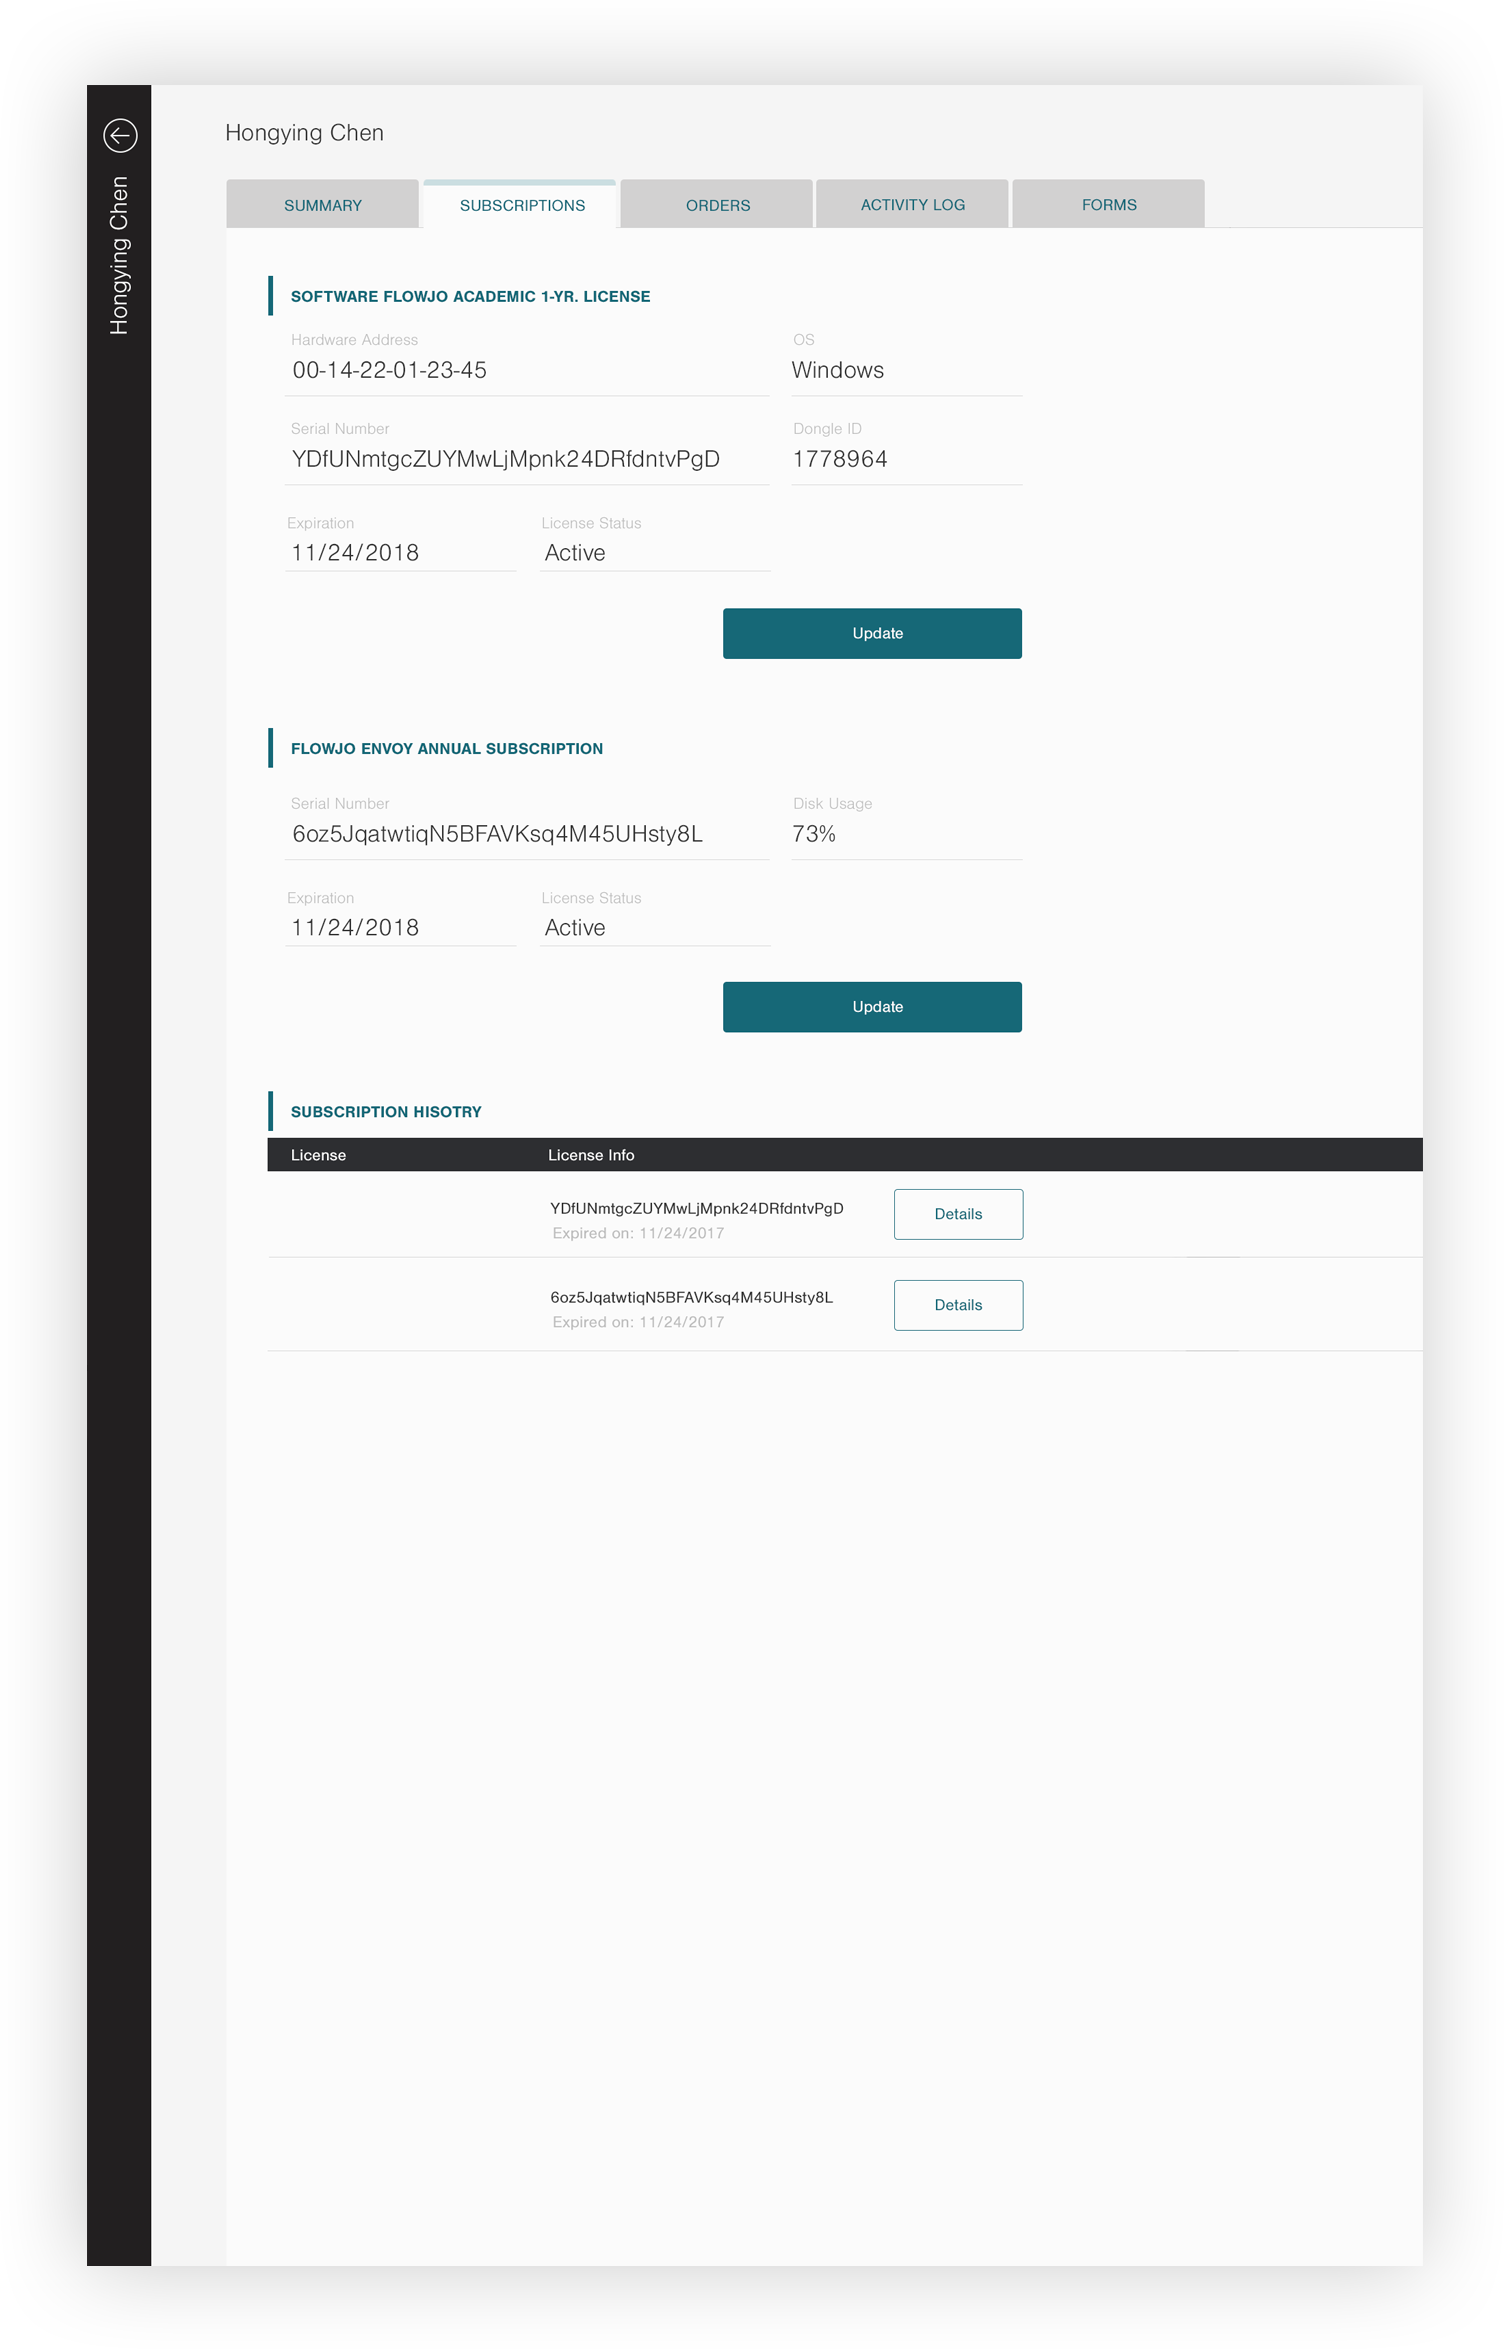 Hongying Chen
Hongying Chen
SUMMARY
SUBSCRIPTIONS
ORDERS
ACTIVITY LOG
FORMS
SOFTWARE FLOWJO ACADEMIC 1-YR. LICENSE
Hardware Address
OS
00-14-22-01-23-45
Windows
Serial Number
Dongle ID
YDfUNmtgcZUYMwLjMpnk24DRfdntvPgD
1778964
Expiration
License Status
11/24/2018
Active
Update
FLOWJO ENVOY ANNUAL SUBSCRIPTION
Serial Number
Disk Usage
6oz5JqatwtiqN5BFAVKsq4M45UHsty8L
73%
Expiration
License Status
11/24/2018
Active
Update
SUBSCRIPTION HISOTRY
License
License Info
YDfUNmtgcZUYMwLjMpnk24DRfdntvPgD
Expired on: 11/24/2017
Details
6oz5JqatwtiqN5BFAVKsq4M45UHsty8L
Expired on: 11/24/2017
Details